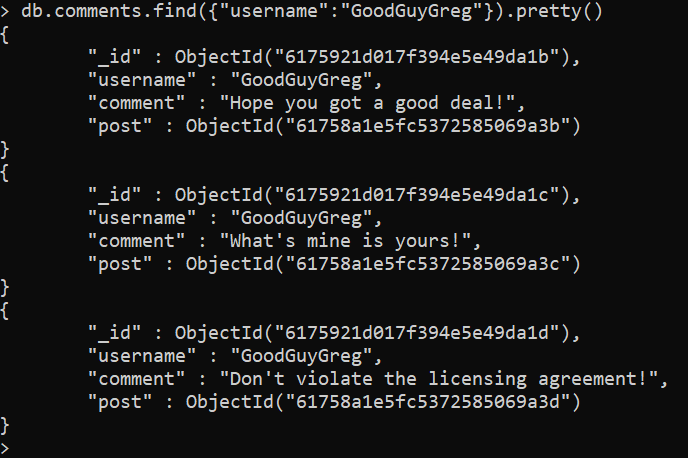 > db.comments.find({"username":"GoodGuyGreg"}).pretty()
{
"_id" : ObjectId("6175921d017f394e5e49da1b"),
"username" : "GoodGuyGreg",
"comment" : "Hope you got a good deal!",
"post" : ObjectId("61758a1e5fc5372585069a3b")
}
{
"_id" : ObjectId("6175921d017f394e5e49da1c"),
"username" : "GoodGuyGreg",
"comment" : "What's mine is yours!",
"post" : ObjectId("61758a1e5fc5372585069a3c")
}
{
"_id" : ObjectId("6175921d017f394e5e49da1d"),
"username" : "GoodGuyGreg",
"comment" : "Don't violate the licensing agreement!",
"post" : ObjectId("61758a1e5fc5372585069a3d")
}
>